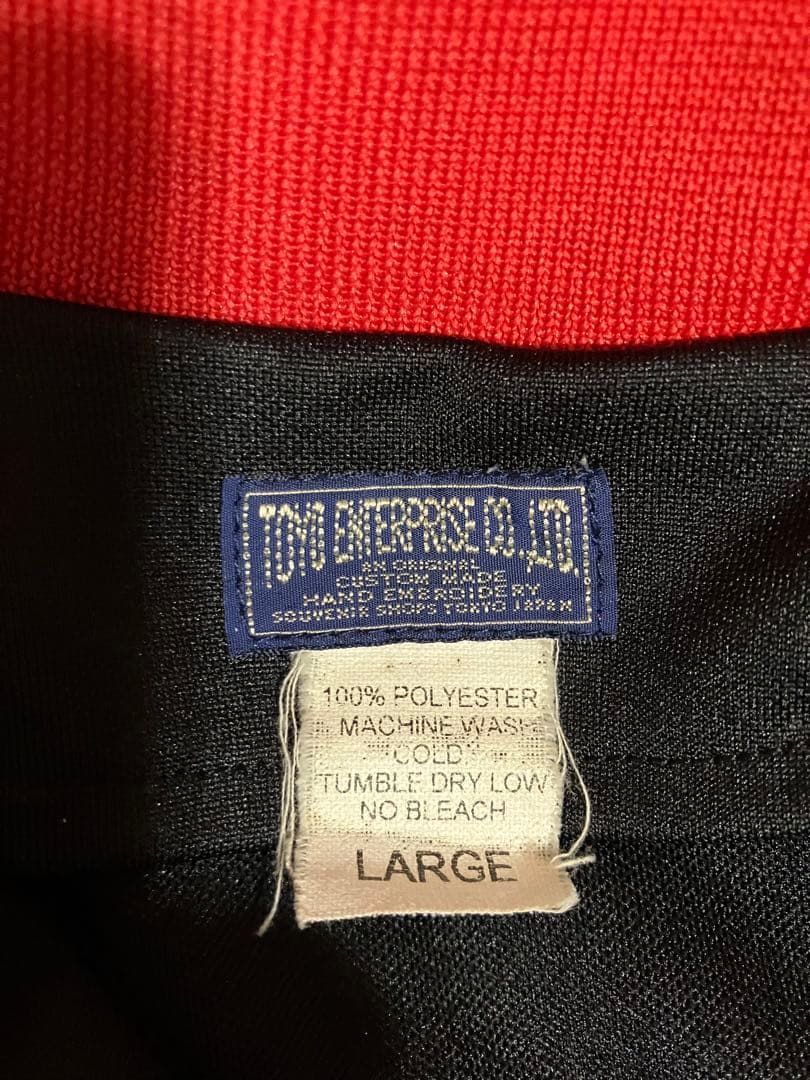 TOYO ENTERPRISE CO.,LTD.
AN ORIGINAL
CUSTOM MADE
HAND EMBROIDERY
SOUVENIR SHOPS TOKYO JAPAN
100% POLYESTER
MACHINE WASH
COLD
TUMBLE DRY LOW
NO BLEACH
LARGE